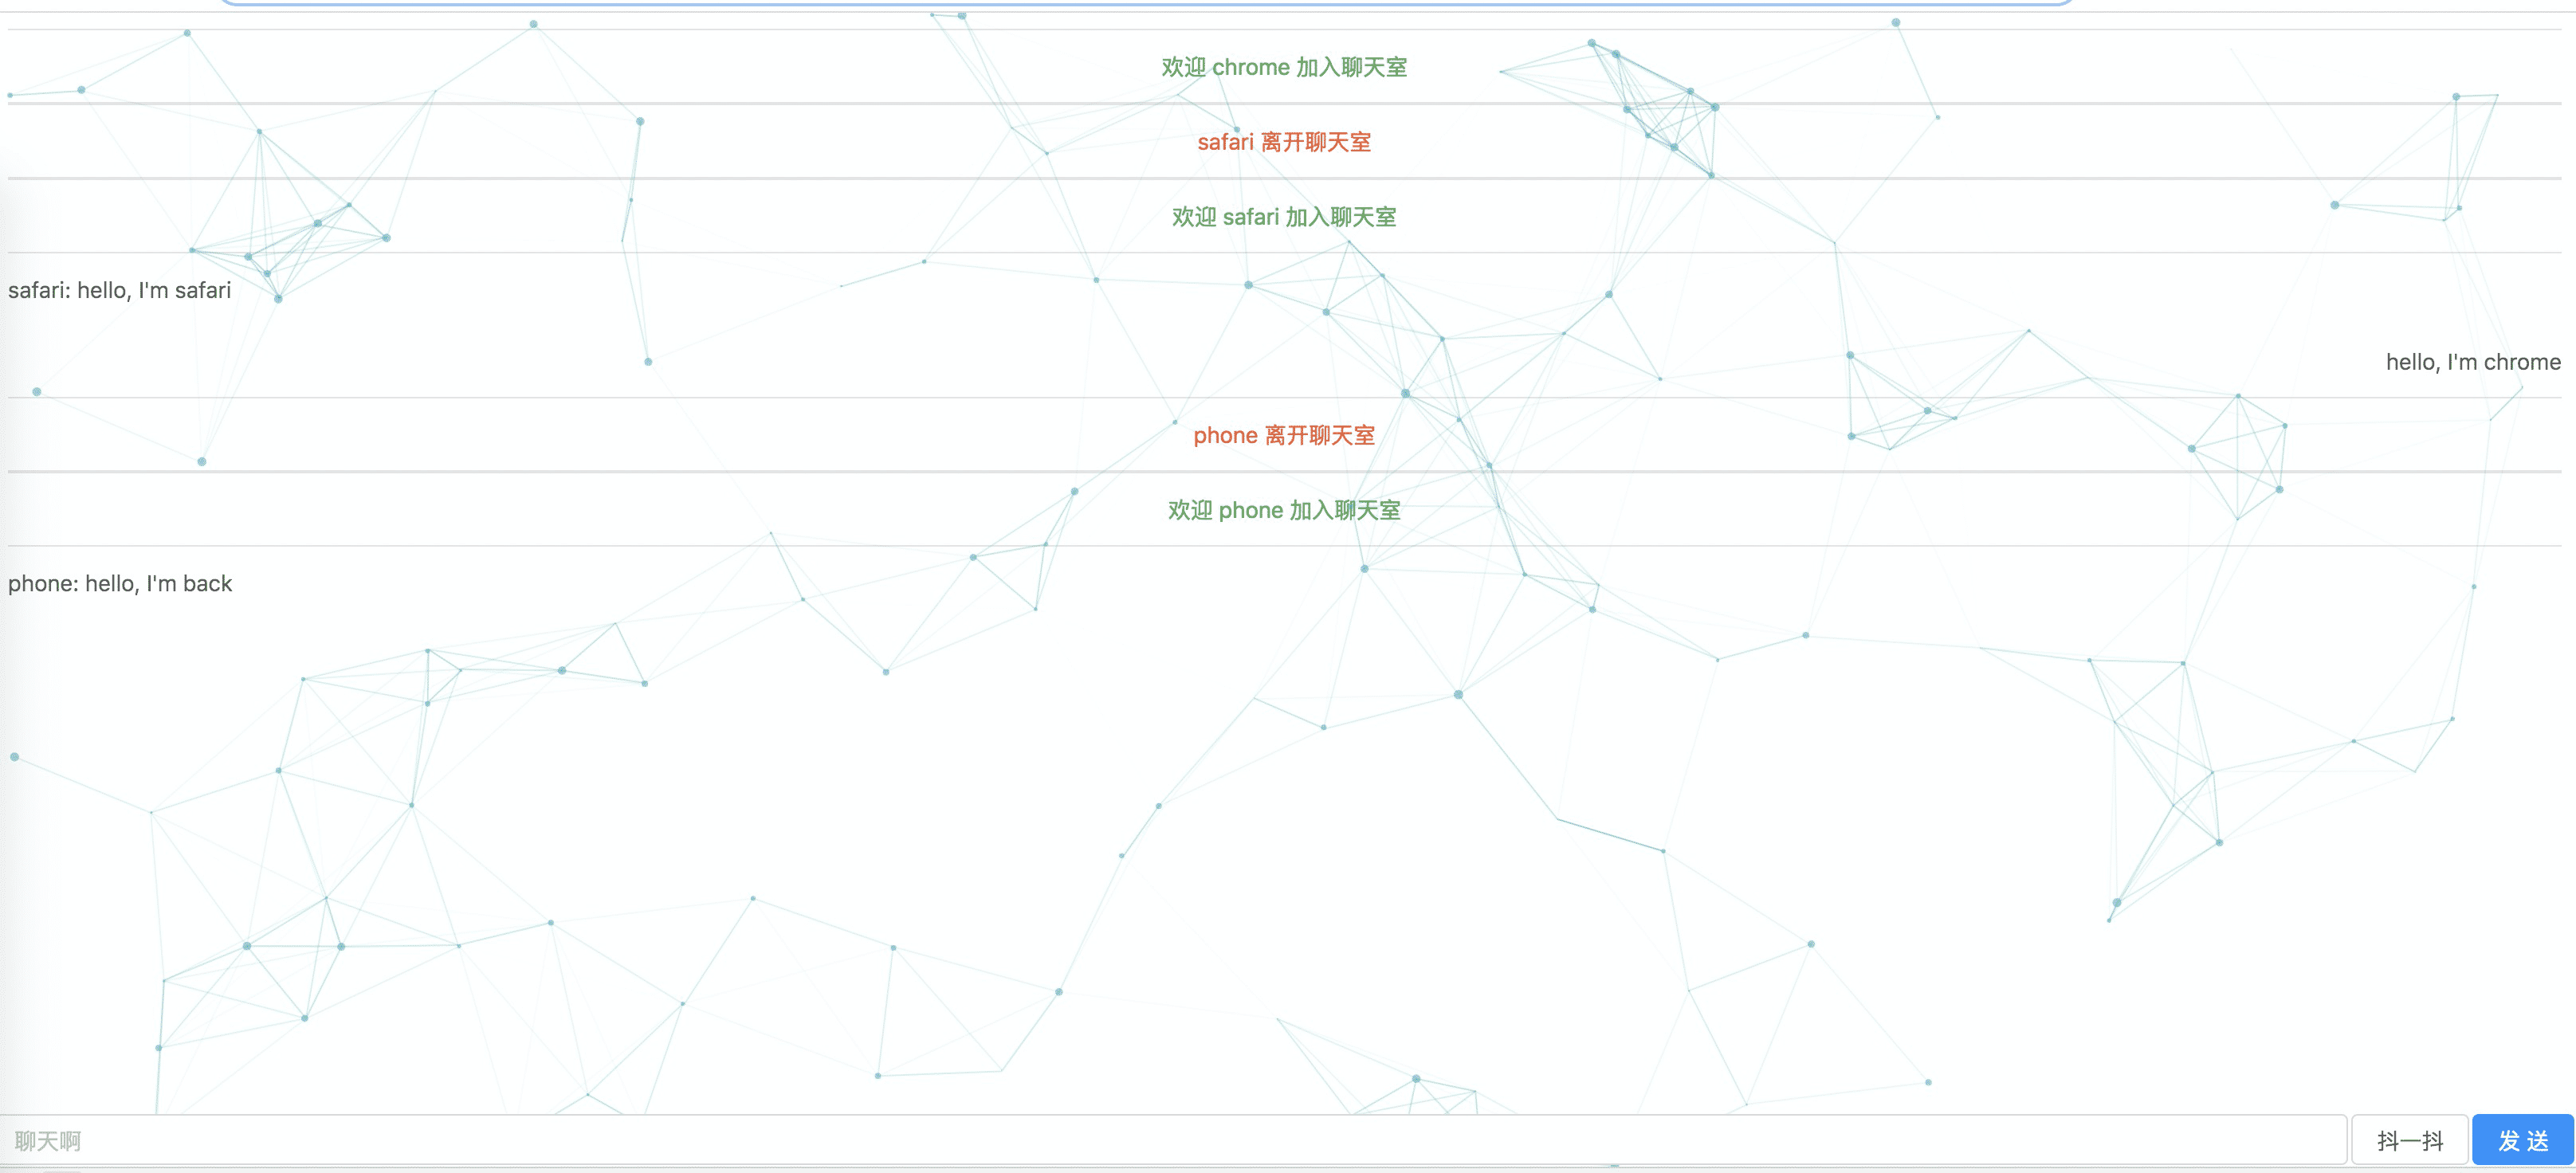 欢迎 chrome 加入聊天室
safari 离开聊天室
欢迎 safari 加入聊天室
safari: hello, I'm safari
hello, I'm chrome
phone 离开聊天室
欢迎 phone 加入聊天室
phone: hello, I'm back
聊天啊
抖一抖
发 送